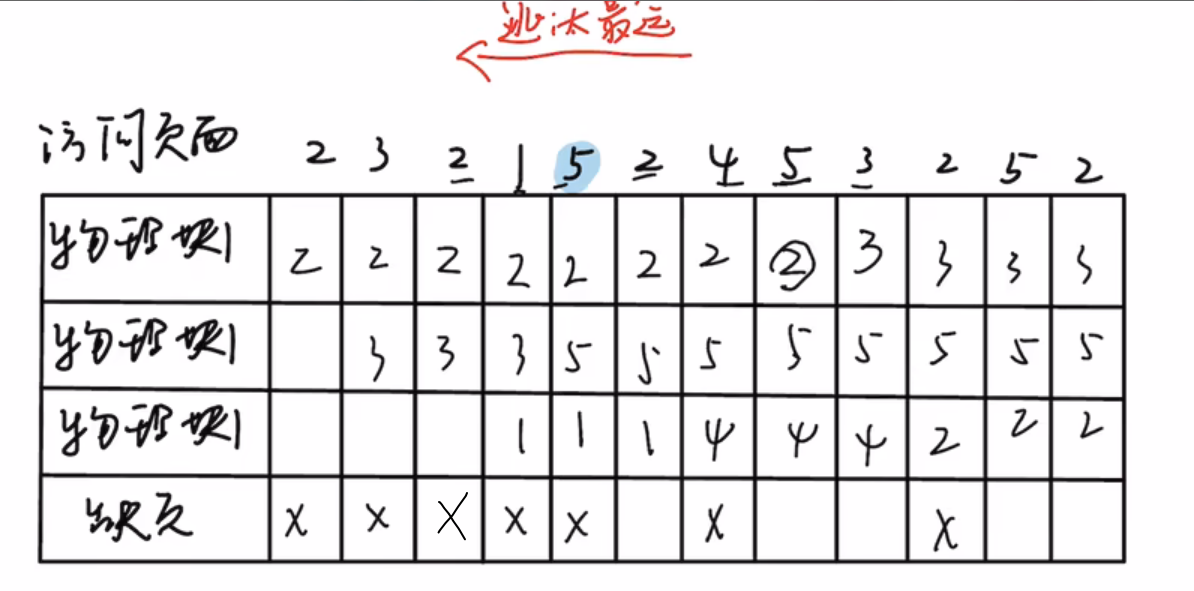 淘汰最远
访问页面 2 3 2 1 5 2 4 5 3 2 5 2
物理块1 2 2 2 2 2 2 2 2 3 3 3 3
物理块1 3 3 3 5 5 5 5 5 5 5 5
物理块1 1 1 1 4 4 4 2 2 2
缺页 X X X X X X X